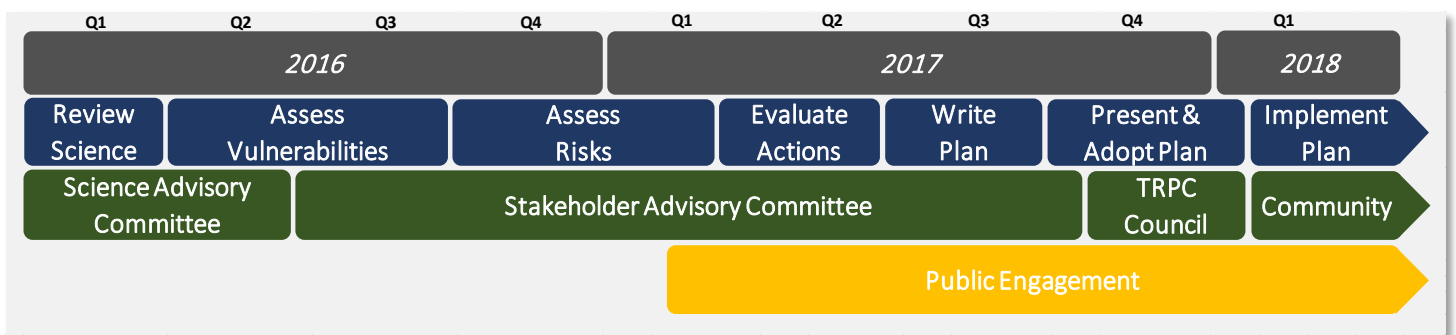 Q1 Q2 Q3 Q4 Q1 Q2 Q3 Q4 Q1
2016 2017 2018
Review Assess Assess Evaluate Write Present & Implement
Science Vulnerabilities Risks Actions Plan Adopt Plan Plan
Science Advisory TRPC
Committee Stakeholder Advisory Committee Council Community
Public Engagement